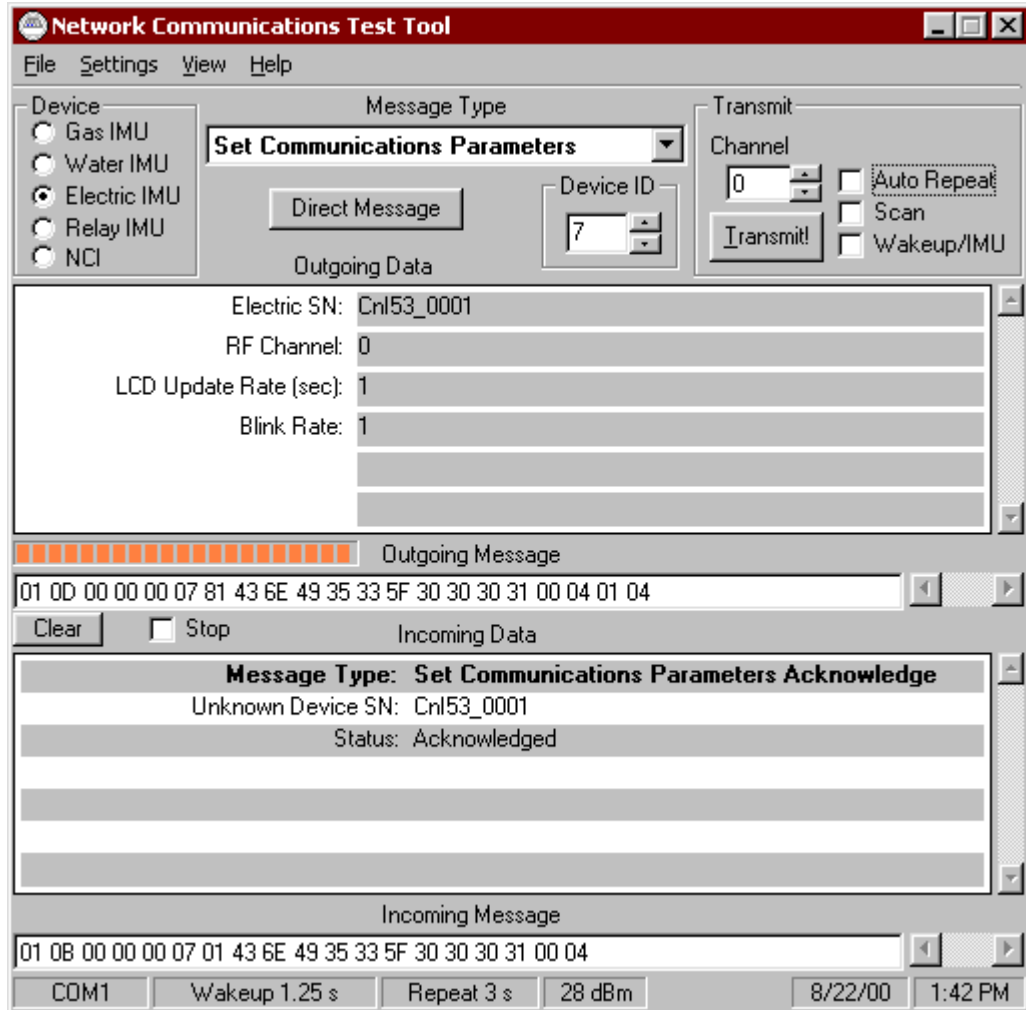 Network Communications Test Tool
File Settings View Help
Device
Gas IMU
Water IMU
Electric IMU
Relay IMU
NCI
Message Type
Set Communications Parameters
Direct Message
Device ID
7
Outgoing Data
Transmit
Channel
0
Transmit!
Auto Repeat
Scan
Wakeup/IMU
Electric SN: CnI53_0001
RF Channel: 0
LCD Update Rate (sec): 1
Blink Rate: 1
Outgoing Message
01 0D 00 00 00 07 81 43 6E 49 35 33 5F 30 30 30 31 00 04 01 04
Clear Stop Incoming Data
Message Type: Set Communications Parameters Acknowledge
Unknown Device SN: CnI53_0001
Status: Acknowledged
Incoming Message
01 0B 00 00 00 07 01 43 6E 49 35 33 5F 30 30 30 31 00 04
COM1 Wakeup 1.25 s Repeat 3 s 28 dBm 8/22/00 1:42 PM